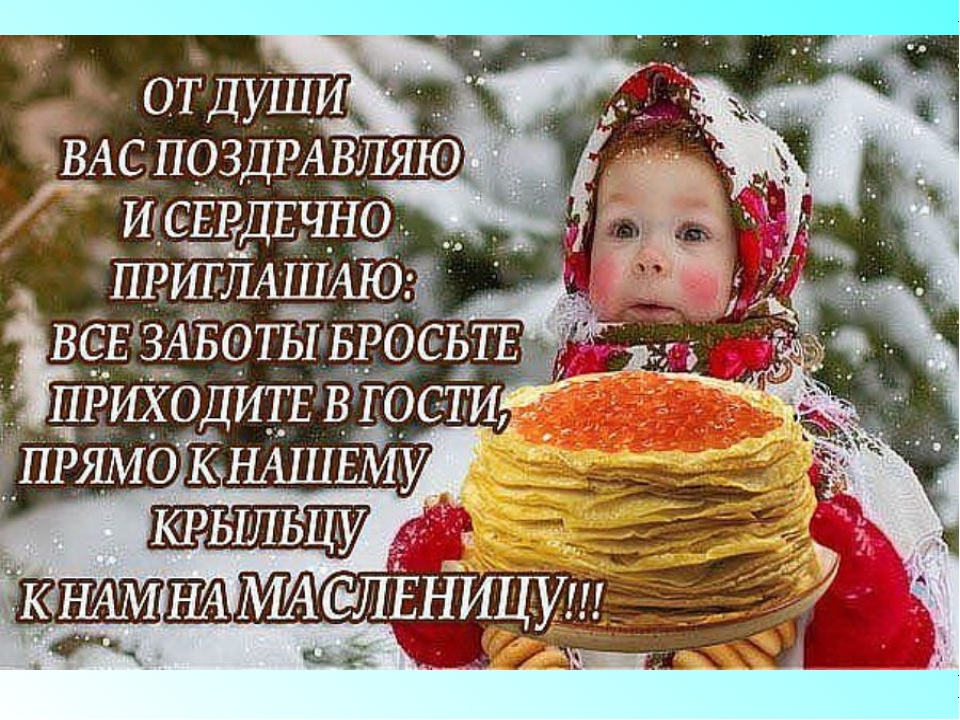 ОТ ДУШИ
ВАС ПОЗДРАВЛЯЮ
И СЕРДЕЧНО
ПРИГЛАШАЮ:
ВСЕ ЗАБОТЫ БРОСЬТЕ
ПРИХОДИТЕ В ГОСТИ,
ПРЯМО К НАШЕМУ
КРЫЛЬЦУ
К НАМ НА МАСЛЕНИЦУ!!!